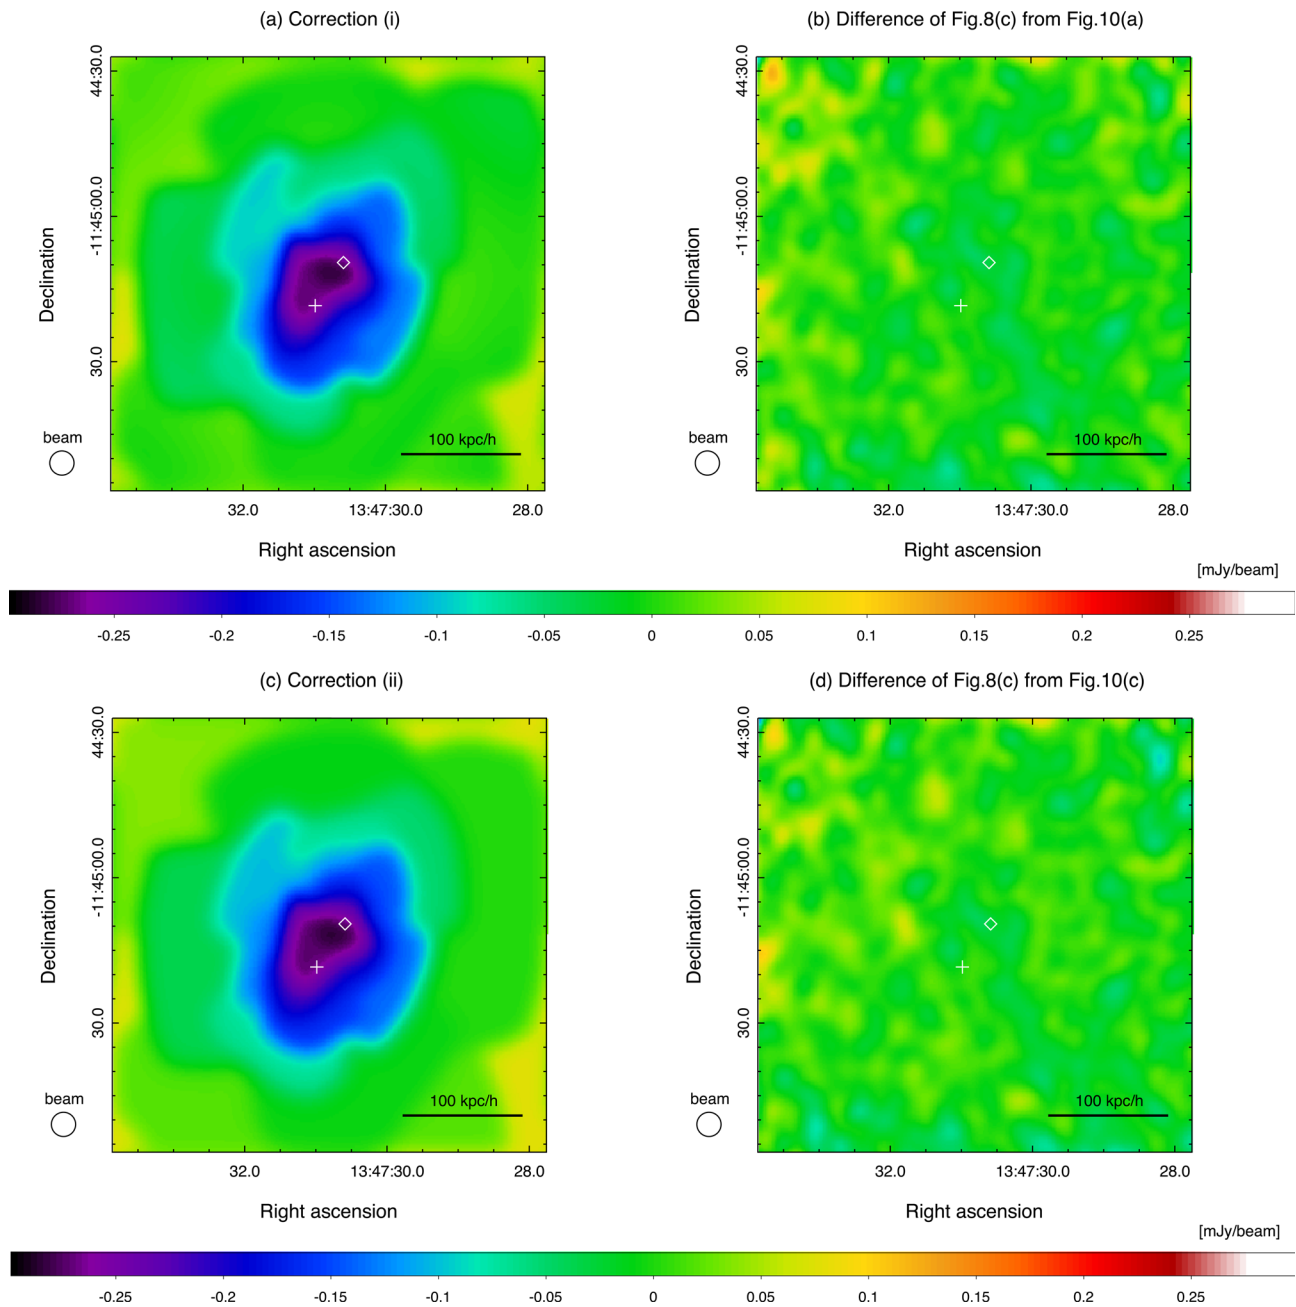 (a) Correction (i)
(b) Difference of Fig.8(c) from Fig.10(a)
44:30.0
-11:45:00.0
30.0
Declination
beam
100 kpc/h
32.0 13:47:30.0 28.0
Right ascension
44:30.0
-11:45:00.0
30.0
Declination
beam
100 kpc/h
32.0 13:47:30.0 28.0
Right ascension
[mJy/beam]
-0.25 -0.2 -0.15 -0.1 -0.05 0 0.05 0.1 0.15 0.2 0.25
(c) Correction (ii)
(d) Difference of Fig.8(c) from Fig.10(c)
44:30.0
-11:45:00.0
30.0
Declination
beam
100 kpc/h
32.0 13:47:30.0 28.0
Right ascension
44:30.0
-11:45:00.0
30.0
Declination
beam
100 kpc/h
32.0 13:47:30.0 28.0
Right ascension
[mJy/beam]
-0.25 -0.2 -0.15 -0.1 -0.05 0 0.05 0.1 0.15 0.2 0.25